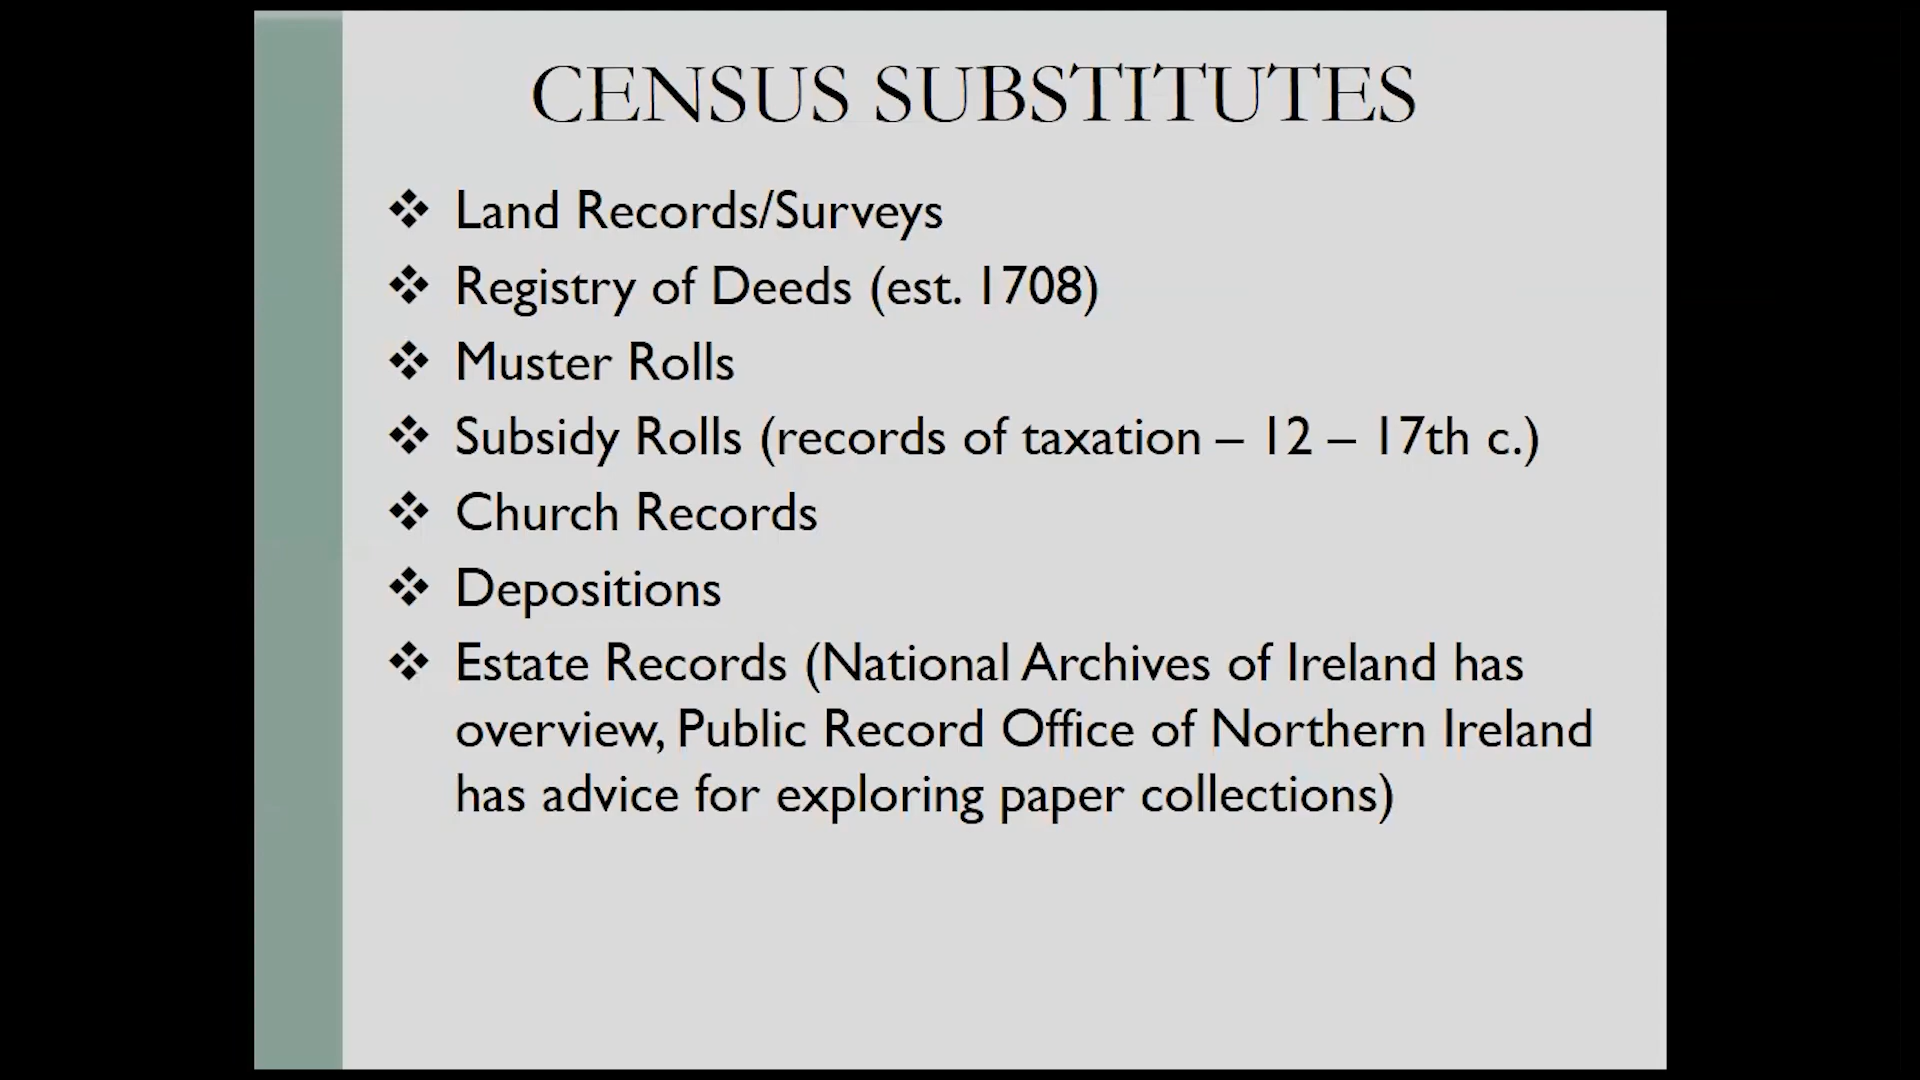 CENSUS SUBSTITUTES
❖ Land Records/Surveys
❖ Registry of Deeds (est. 1708)
❖ Muster Rolls
❖ Subsidy Rolls (records of taxation – 12 – 17th c.)
❖ Church Records
❖ Depositions
❖ Estate Records (National Archives of Ireland has
overview, Public Record Office of Northern Ireland
has advice for exploring paper collections)